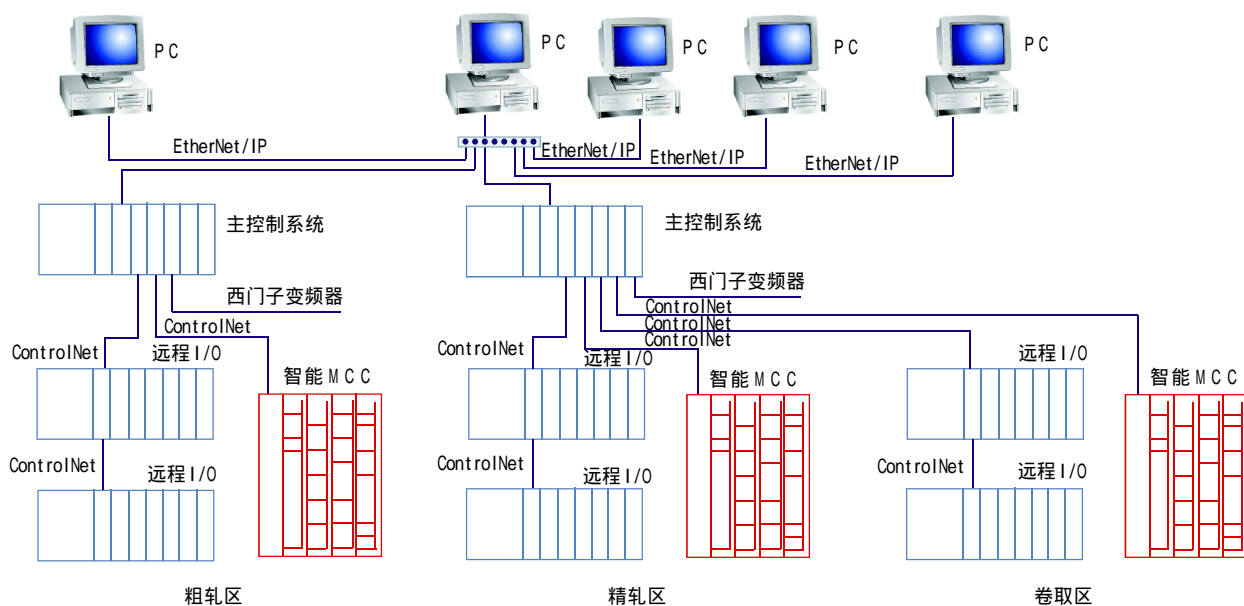 PC
PC
PC
PC
PC
EtherNet/IP
EtherNet/IP
EtherNet/IP
EtherNet/IP
主控制系统
主控制系统
西门子变频器
西门子变频器
ControlNet
ControlNet
ControlNet
ControlNet
ControlNet
ControlNet
远程I/O
智能MCC
ControlNet
远程I/O
智能MCC
远程I/O
智能MCC
ControlNet
远程I/O
ControlNet
远程I/O
ControlNet
远程I/O
粗轧区
精轧区
卷取区